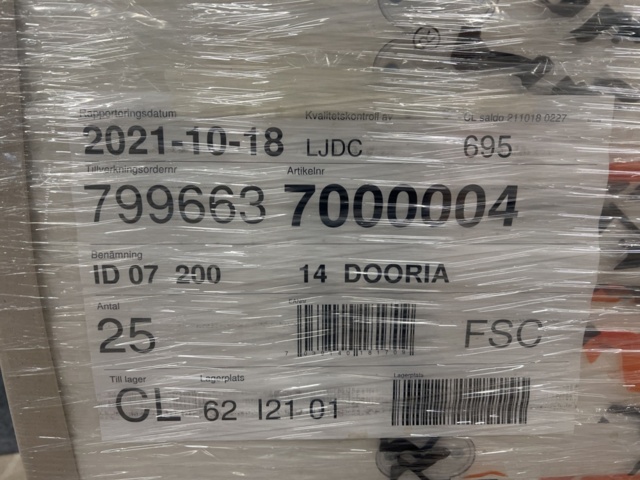 Rapporteringsdatum Kvalitetskontroll av CL saldo 211018 0227
2021-10-18 LJDC 695
Tillverkningsordernr Artikelnr
799663 7000004
Benämning
ID 07 200 14 DOORIA
Antal
25 FSC
Till lager Lagerplats Lagerplats
CL 62 I21 01